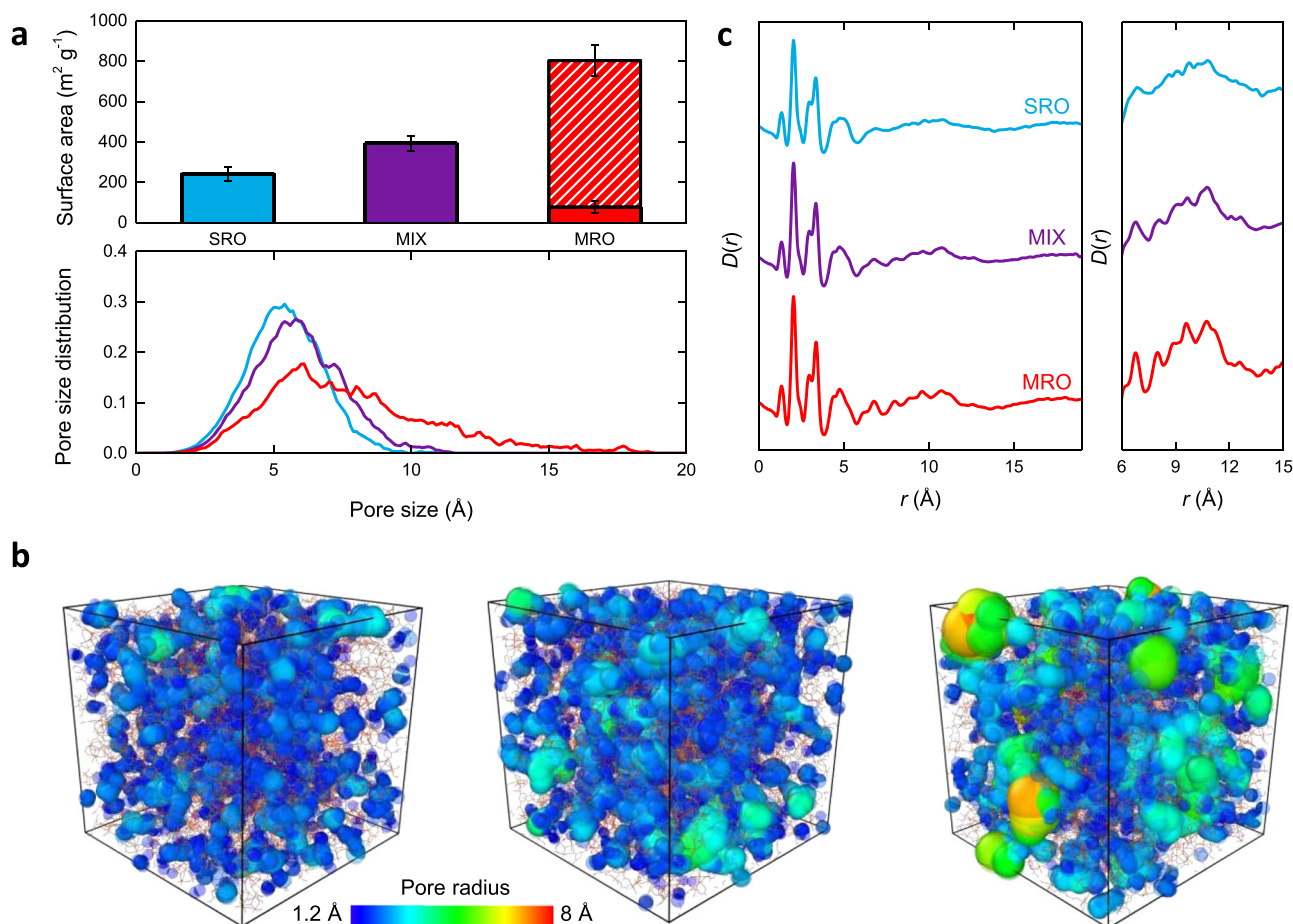 a
Surface area (m² g⁻¹)
1000
800
600
400
200
0
SRO MIX MRO
Pore size distribution
0.4
0.3
0.2
0.1
0.0
0 5 10 15 20
Pore size (Å)
c
D(r)
SRO
MIX
MRO
0 5 10 15
r (Å)
D(r)
6 9 12 15
r (Å)
b
Pore radius
1.2 Å 8 Å